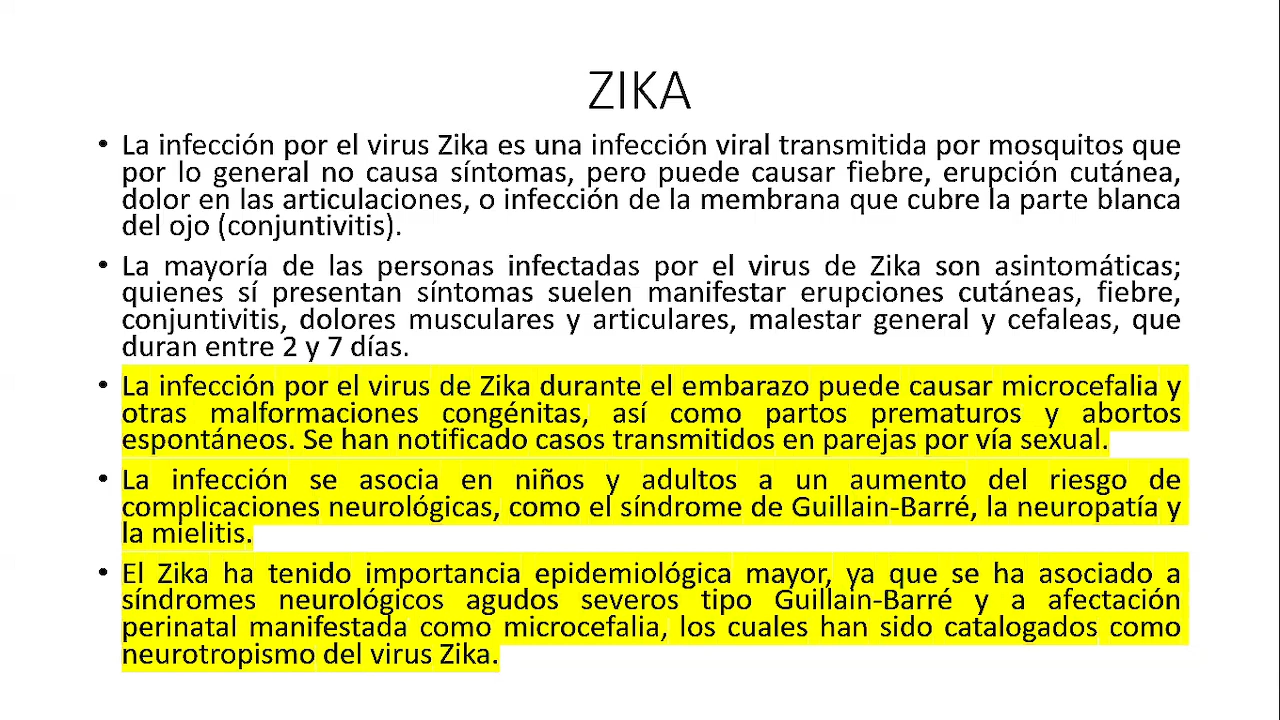 ZIKA
• La infección por el virus Zika es una infección viral transmitida por mosquitos que
por lo general no causa síntomas, pero puede causar fiebre, erupción cutánea,
dolor en las articulaciones, o infección de la membrana que cubre la parte blanca
del ojo (conjuntivitis).
• La mayoría de las personas infectadas por el virus de Zika son asintomáticas;
quienes sí presentan síntomas suelen manifestar erupciones cutáneas, fiebre,
conjuntivitis, dolores musculares y articulares, malestar general y cefaleas, que
duran entre 2 y 7 días.
• La infección por el virus de Zika durante el embarazo puede causar microcefalia y
otras malformaciones congénitas, así como partos prematuros y abortos
espontáneos. Se han notificado casos transmitidos en parejas por vía sexual.
• La infección se asocia en niños y adultos a un aumento del riesgo de
complicaciones neurológicas, como el síndrome de Guillain-Barré, la neuropatía y
la mielitis.
• El Zika ha tenido importancia epidemiológica mayor, ya que se ha asociado a
síndromes neurológicos agudos severos tipo Guillain-Barré y a afectación
perinatal manifestada como microcefalia, los cuales han sido catalogados como
neurotropismo del virus Zika.